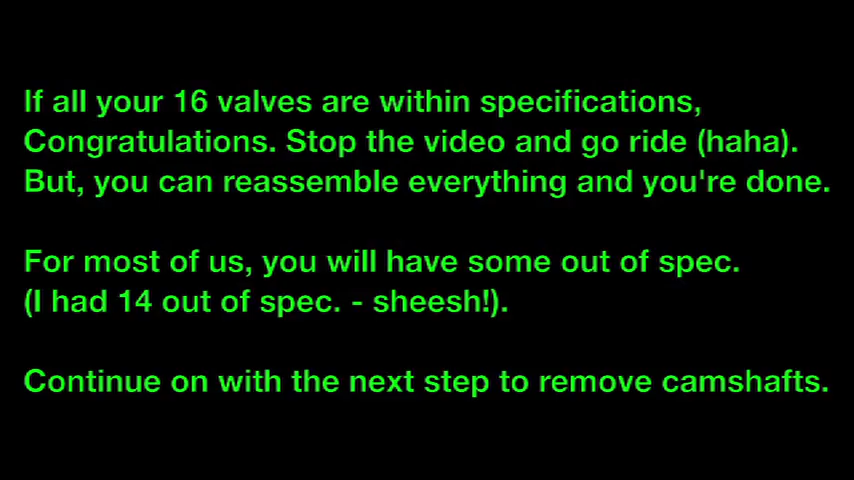 If all your 16 valves are within specifications,
Congratulations. Stop the video and go ride (haha).
But, you can reassemble everything and you're done.
For most of us, you will have some out of spec.
(I had 14 out of spec. - sheesh!).
Continue on with the next step to remove camshafts.